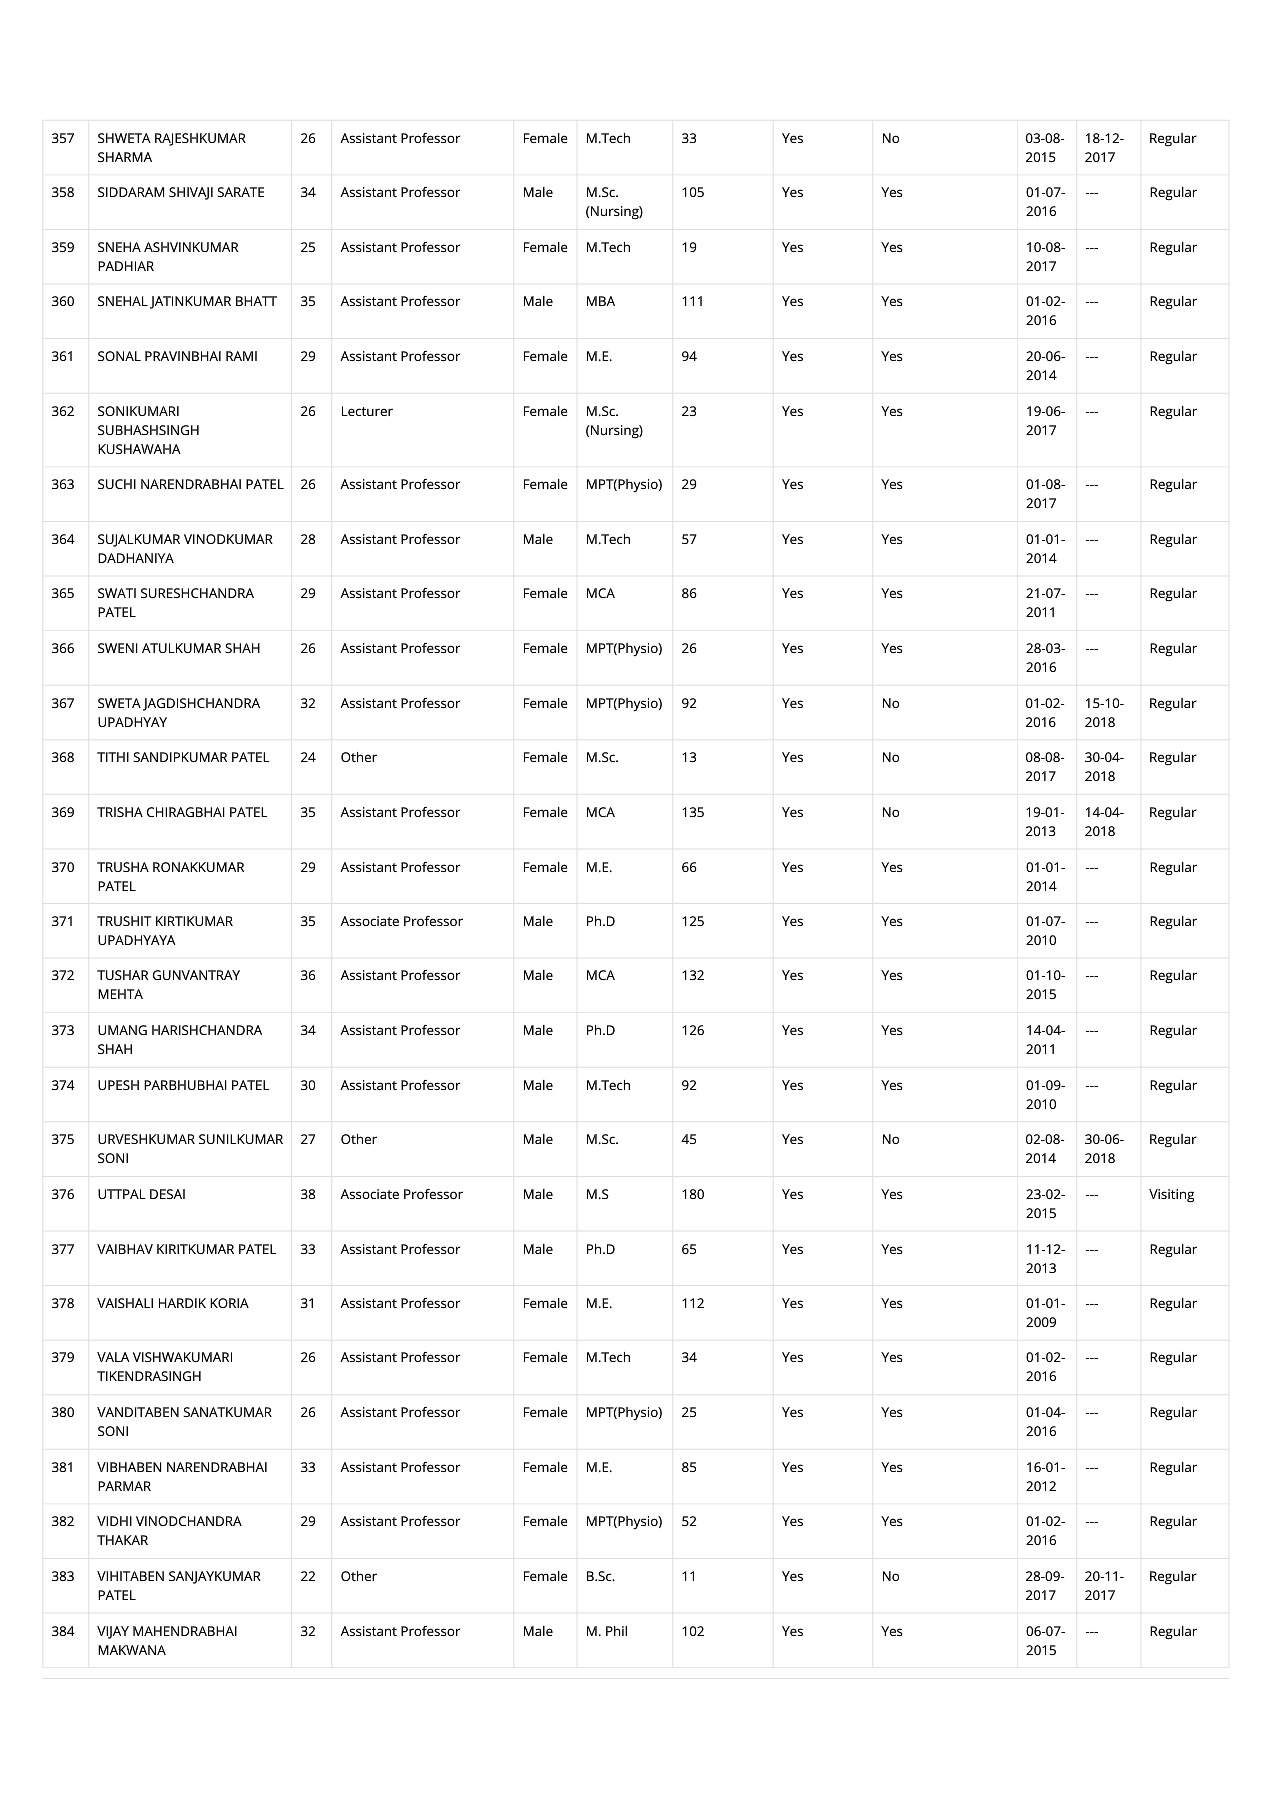 357 SHWETA RAJESHKUMAR 26 Assistant Professor Female M.Tech 33 Yes No 03-08- 18-12- Regular
SHARMA 2015 2017
358 SIDDARAM SHIVAJI SARATE 34 Assistant Professor Male M.Sc. 105 Yes Yes 01-07- --- Regular
(Nursing) 2016
359 SNEHA ASHVINKUMAR 25 Assistant Professor Female M.Tech 19 Yes Yes 10-08- --- Regular
PADHIAR 2017
360 SNEHAL JATINKUMAR BHATT 35 Assistant Professor Male MBA 111 Yes Yes 01-02- --- Regular
2016
361 SONAL PRAVINBHAI RAMI 29 Assistant Professor Female M.E. 94 Yes Yes 20-06- --- Regular
2014
362 SONIKUMARI 26 Lecturer Female M.Sc. 23 Yes Yes 19-06- --- Regular
SUBHASHSINGH (Nursing) 2017
KUSHAWAHA
363 SUCHI NARENDRABHAI PATEL 26 Assistant Professor Female MPT(Physio) 29 Yes Yes 01-08- --- Regular
2017
364 SUJALKUMAR VINODKUMAR 28 Assistant Professor Male M.Tech 57 Yes Yes 01-01- --- Regular
DADHANIYA 2014
365 SWATI SURESHCHANDRA 29 Assistant Professor Female MCA 86 Yes Yes 21-07- --- Regular
PATEL 2011
366 SWENI ATULKUMAR SHAH 26 Assistant Professor Female MPT(Physio) 26 Yes Yes 28-03- --- Regular
2016
367 SWETA JAGDISHCHANDRA 32 Assistant Professor Female MPT(Physio) 92 Yes No 01-02- 15-10- Regular
UPADHYAY 2016 2018
368 TITHI SANDIPKUMAR PATEL 24 Other Female M.Sc. 13 Yes No 08-08- 30-04- Regular
2017 2018
369 TRISHA CHIRAGBHAI PATEL 35 Assistant Professor Female MCA 135 Yes No 19-01- 14-04- Regular
2013 2018
370 TRUSHA RONAKKUMAR 29 Assistant Professor Female M.E. 66 Yes Yes 01-01- --- Regular
PATEL 2014
371 TRUSHIT KIRTIKUMAR 35 Associate Professor Male Ph.D 125 Yes Yes 01-07- --- Regular
UPADHYAYA 2010
372 TUSHAR GUNVANTRAY 36 Assistant Professor Male MCA 132 Yes Yes 01-10- --- Regular
MEHTA 2015
373 UMANG HARISHCHANDRA 34 Assistant Professor Male Ph.D 126 Yes Yes 14-04- --- Regular
SHAH 2011
374 UPESH PARBHUBHAI PATEL 30 Assistant Professor Male M.Tech 92 Yes Yes 01-09- --- Regular
2010
375 URVESHKUMAR SUNILKUMAR 27 Other Male M.Sc. 45 Yes No 02-08- 30-06- Regular
SONI 2014 2018
376 UTTPAL DESAI 38 Associate Professor Male M.S 180 Yes Yes 23-02- --- Visiting
2015
377 VAIBHAV KIRITKUMAR PATEL 33 Assistant Professor Male Ph.D 65 Yes Yes 11-12- --- Regular
2013
378 VAISHALI HARDIK KORIA 31 Assistant Professor Female M.E. 112 Yes Yes 01-01- --- Regular
2009
379 VALA VISHWAKUMARI 26 Assistant Professor Female M.Tech 34 Yes Yes 01-02- --- Regular
TIKENDRASINGH 2016
380 VANDITABEN SANATKUMAR 26 Assistant Professor Female MPT(Physio) 25 Yes Yes 01-04- --- Regular
SONI 2016
381 VIBHABEN NARENDRABHAI 33 Assistant Professor Female M.E. 85 Yes Yes 16-01- --- Regular
PARMAR 2012
382 VIDHI VINODCHANDRA 29 Assistant Professor Female MPT(Physio) 52 Yes Yes 01-02- --- Regular
THAKAR 2016
383 VIHITABEN SANJAYKUMAR 22 Other Female B.Sc. 11 Yes No 28-09- 20-11- Regular
PATEL 2017 2017
384 VIJAY MAHENDRABHAI 32 Assistant Professor Male M. Phil 102 Yes Yes 06-07- --- Regular
MAKWANA 2015